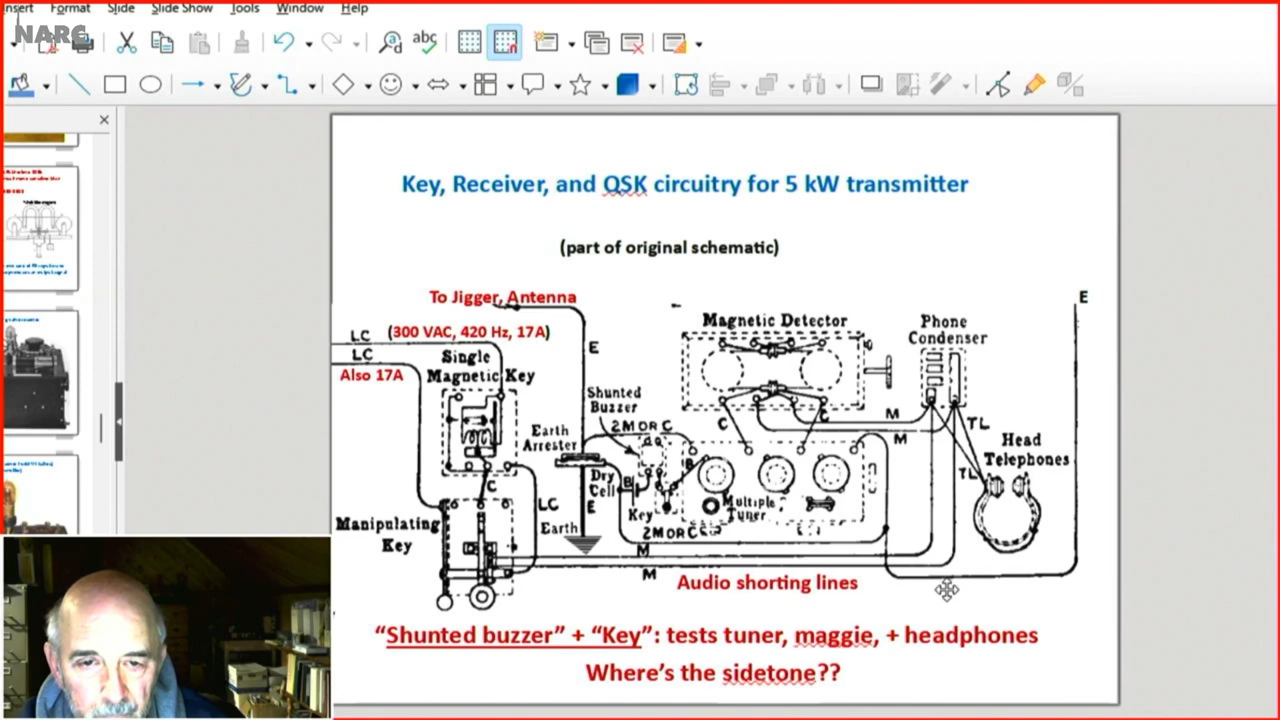 Insert Format Slide Slide Show Tools Window Help
NARC
abc
Key, Receiver, and QSK circuitry for 5 kW transmitter
(part of original schematic)
To Jigger, Antenna
E
LC
(300 VAC, 420 Hz, 17A)
LC
Also 17A
Single
Magnetic Key
E
Magnetic Detector
Phone
Condenser
Shunted
Buzzer
2 M OR C
Earth
Arrester
C
C
M
M
TL
TL
Head
Telephones
B
Dry
Cell
B
Key
E
Earth
Multiple
Tuner
2 M OR C
C
LC
Manipulating
Key
M
M
Audio shorting lines
“Shunted buzzer” + “Key”: tests tuner, maggie, + headphones
Where’s the sidetone??